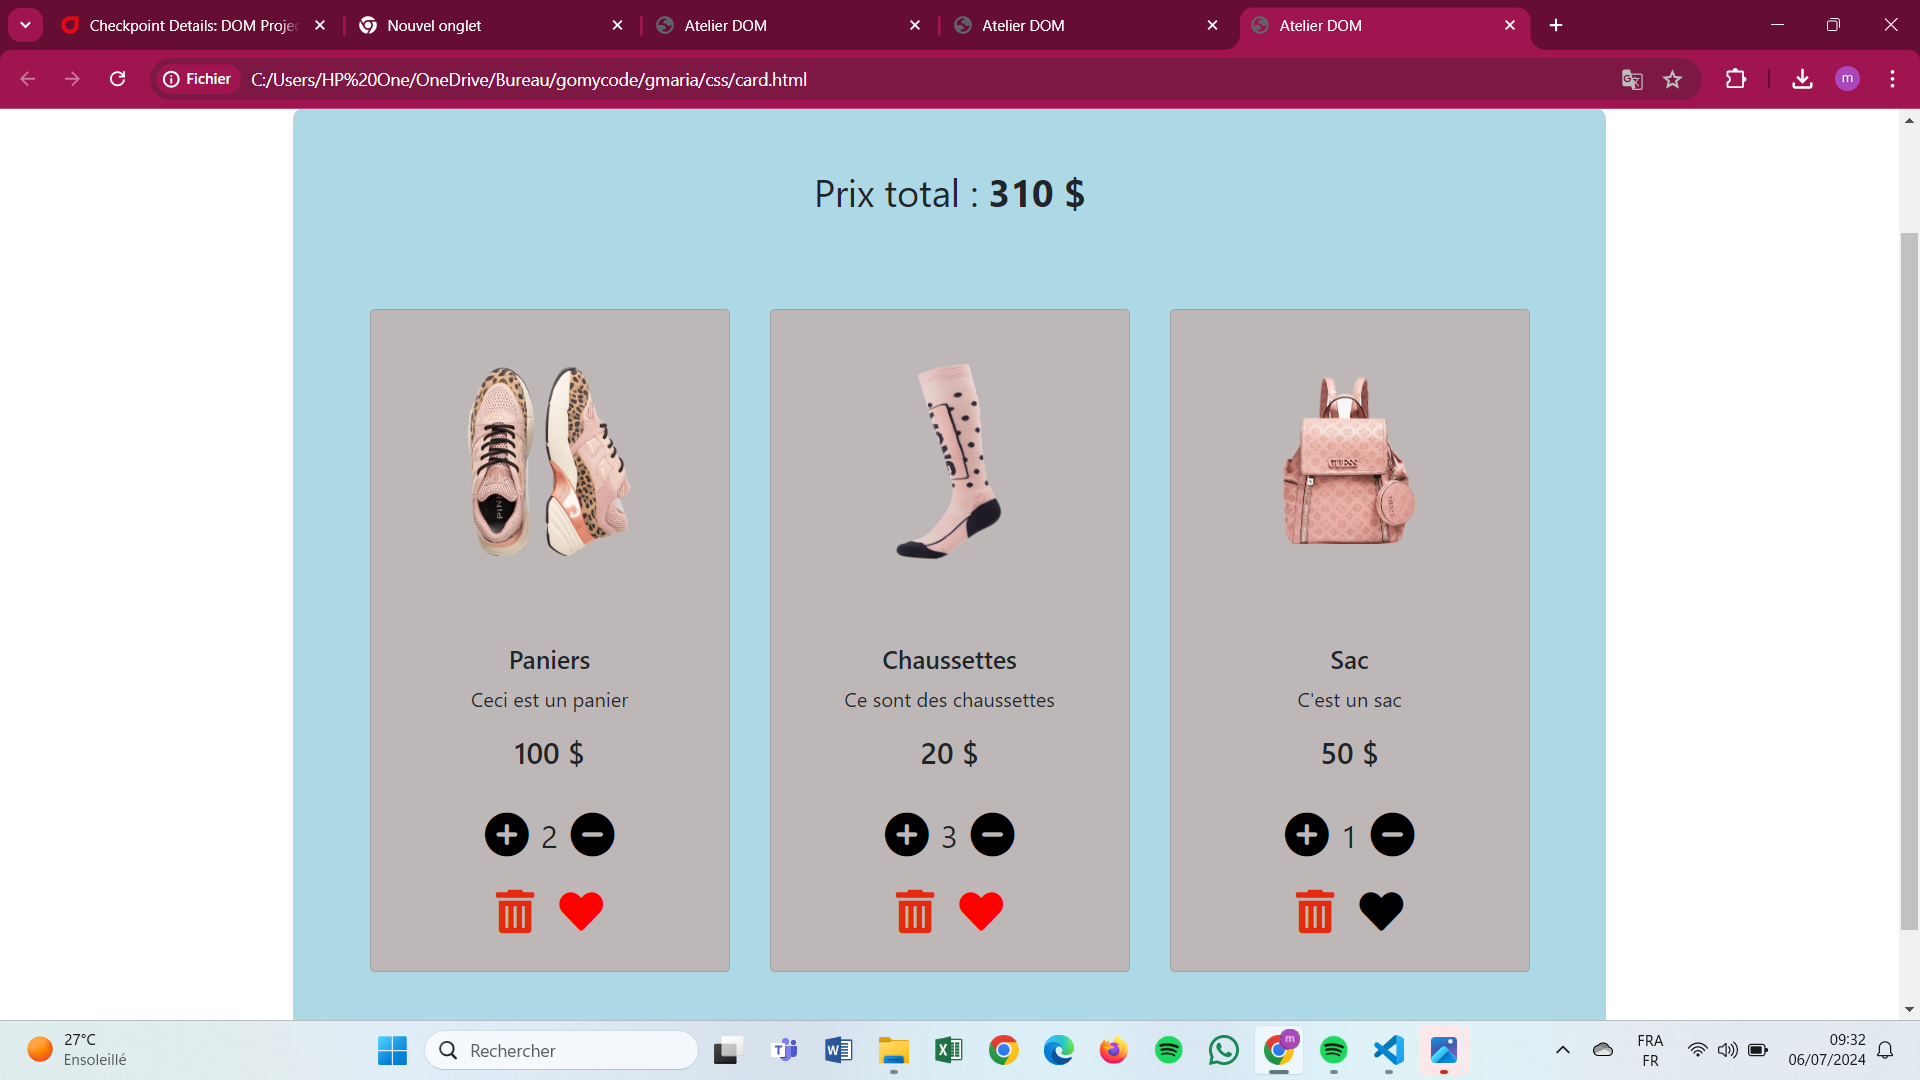 Checkpoint Details: DOM Proje
Nouvel onglet
Atelier DOM
Atelier DOM
Atelier DOM
Fichier
C:/Users/HP%20One/OneDrive/Bureau/gomycode/gmaria/css/card.html
m
Prix total : 310 $
GUESS
Paniers
Ceci est un panier
100 $
2
Chaussettes
Ce sont des chaussettes
20 $
3
Sac
C'est un sac
50 $
1
27°C
Ensoleillé
Rechercher
m
FRA
FR
09:32
06/07/2024